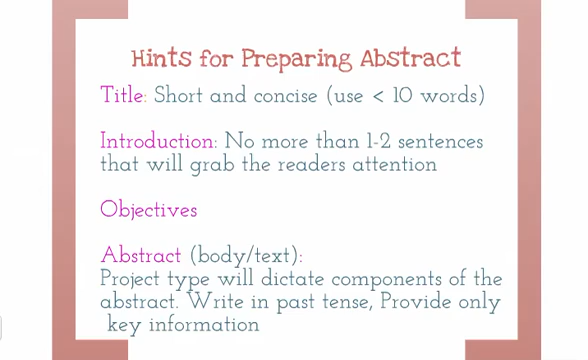 Hints for Preparing Abstract
Title: Short and concise (use < 10 words)
Introduction: No more than 1-2 sentences
that will grab the readers attention
Objectives
Abstract (body/text):
Project type will dictate components of the
abstract. Write in past tense, Provide only
key information